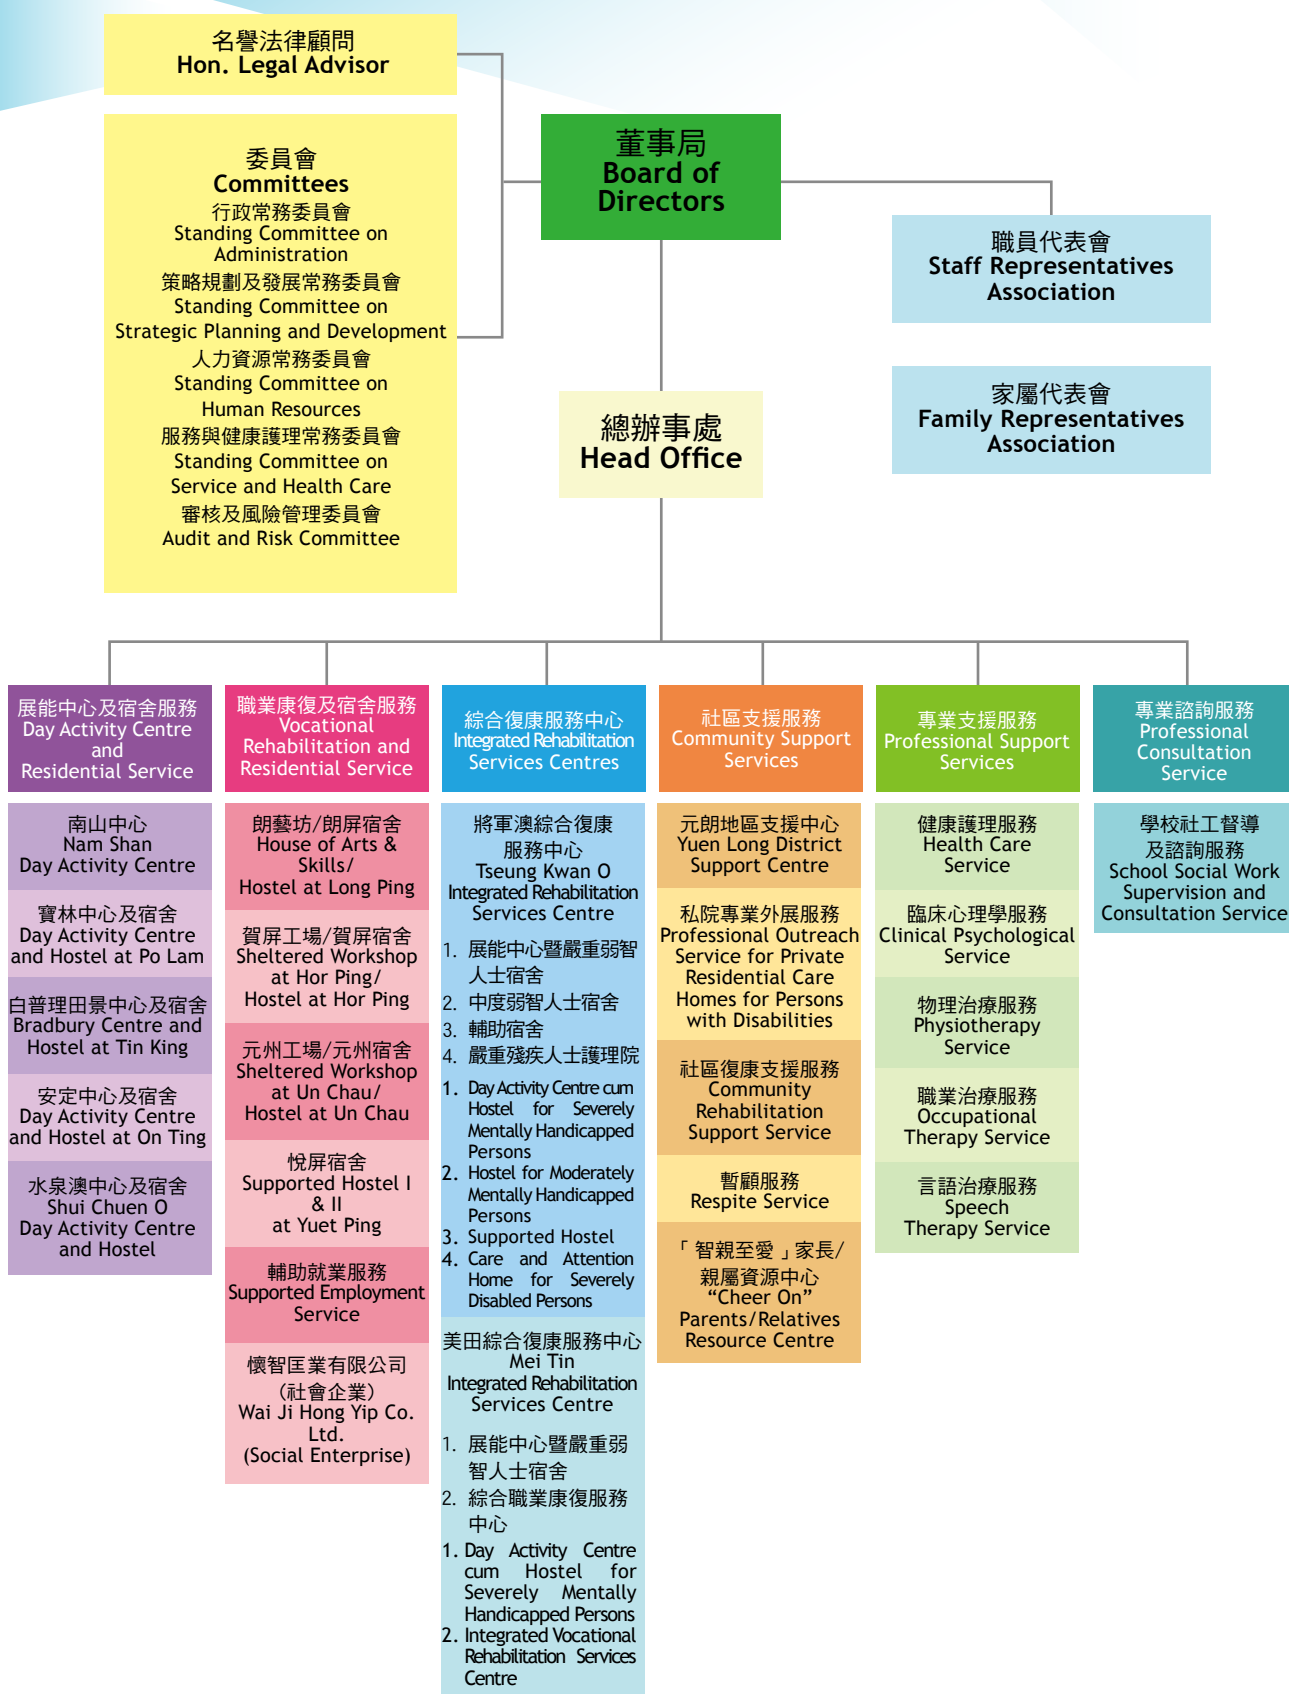 名譽法律顧問
Hon. Legal Advisor
委員會
Committees
行政常務委員會
Standing Committee on
Administration
策略規劃及發展常務委員會
Standing Committee on
Strategic Planning and Development
人力資源常務委員會
Standing Committee on
Human Resources
服務與健康護理常務委員會
Standing Committee on
Service and Health Care
審核及風險管理委員會
Audit and Risk Committee
董事局
Board of
Directors
職員代表會
Staff Representatives
Association
家屬代表會
Family Representatives
Association
總辦事處
Head Office
展能中心及宿舍服務
Day Activity Centre
and
Residential Service
南山中心
Nam Shan
Day Activity Centre
寶林中心及宿舍
Day Activity Centre
and Hostel at Po Lam
白普理田景中心及宿舍
Bradbury Centre and
Hostel at Tin King
安定中心及宿舍
Day Activity Centre
and Hostel at On Ting
水泉澳中心及宿舍
Shui Chuen O
Day Activity Centre
and Hostel
職業康復及宿舍服務
Vocational
Rehabilitation and
Residential Service
朗藝坊/朗屏宿舍
House of Arts &
Skills/
Hostel at Long Ping
賀屏工場/賀屏宿舍
Sheltered Workshop
at Hor Ping/
Hostel at Hor Ping
元州工場/元州宿舍
Sheltered Workshop
at Un Chau/
Hostel at Un Chau
悅屏宿舍
Supported Hostel I
& II
at Yuet Ping
輔助就業服務
Supported Employment
Service
懷智匡業有限公司
（社會企業）
Wai Ji Hong Yip Co.
Ltd.
(Social Enterprise)
綜合復康服務中心
Integrated Rehabilitation
Services Centres
將軍澳綜合復康
服務中心
Tseung Kwan O
Integrated Rehabilitation
Services Centre
1. 展能中心暨嚴重弱智
人士宿舍
2. 中度弱智人士宿舍
3. 輔助宿舍
4. 嚴重殘疾人士護理院
1. Day Activity Centre cum
Hostel for Severely
Mentally Handicapped
Persons
2. Hostel for Moderately
Mentally Handicapped
Persons
3. Supported Hostel
4. Care and Attention
Home for Severely
Disabled Persons
美田綜合復康服務中心
Mei Tin
Integrated Rehabilitation
Services Centre
1. 展能中心暨嚴重弱
智人士宿舍
2. 綜合職業康復服務
中心
1. Day Activity Centre
cum Hostel for
Severely Mentally
Handicapped Persons
2. Integrated Vocational
Rehabilitation Services
Centre
社區支援服務
Community Support
Services
元朗地區支援中心
Yuen Long District
Support Centre
私院專業外展服務
Professional Outreach
Service for Private
Residential Care
Homes for Persons
with Disabilities
社區復康支援服務
Community
Rehabilitation
Support Service
暫顧服務
Respite Service
「智親至愛」家長/
親屬資源中心
“Cheer On”
Parents/Relatives
Resource Centre
專業支援服務
Professional Support
Services
健康護理服務
Health Care
Service
臨床心理學服務
Clinical Psychological
Service
物理治療服務
Physiotherapy
Service
職業治療服務
Occupational
Therapy Service
言語治療服務
Speech
Therapy Service
專業諮詢服務
Professional
Consultation
Service
學校社工督導
及諮詢服務
School Social Work
Supervision and
Consultation Service